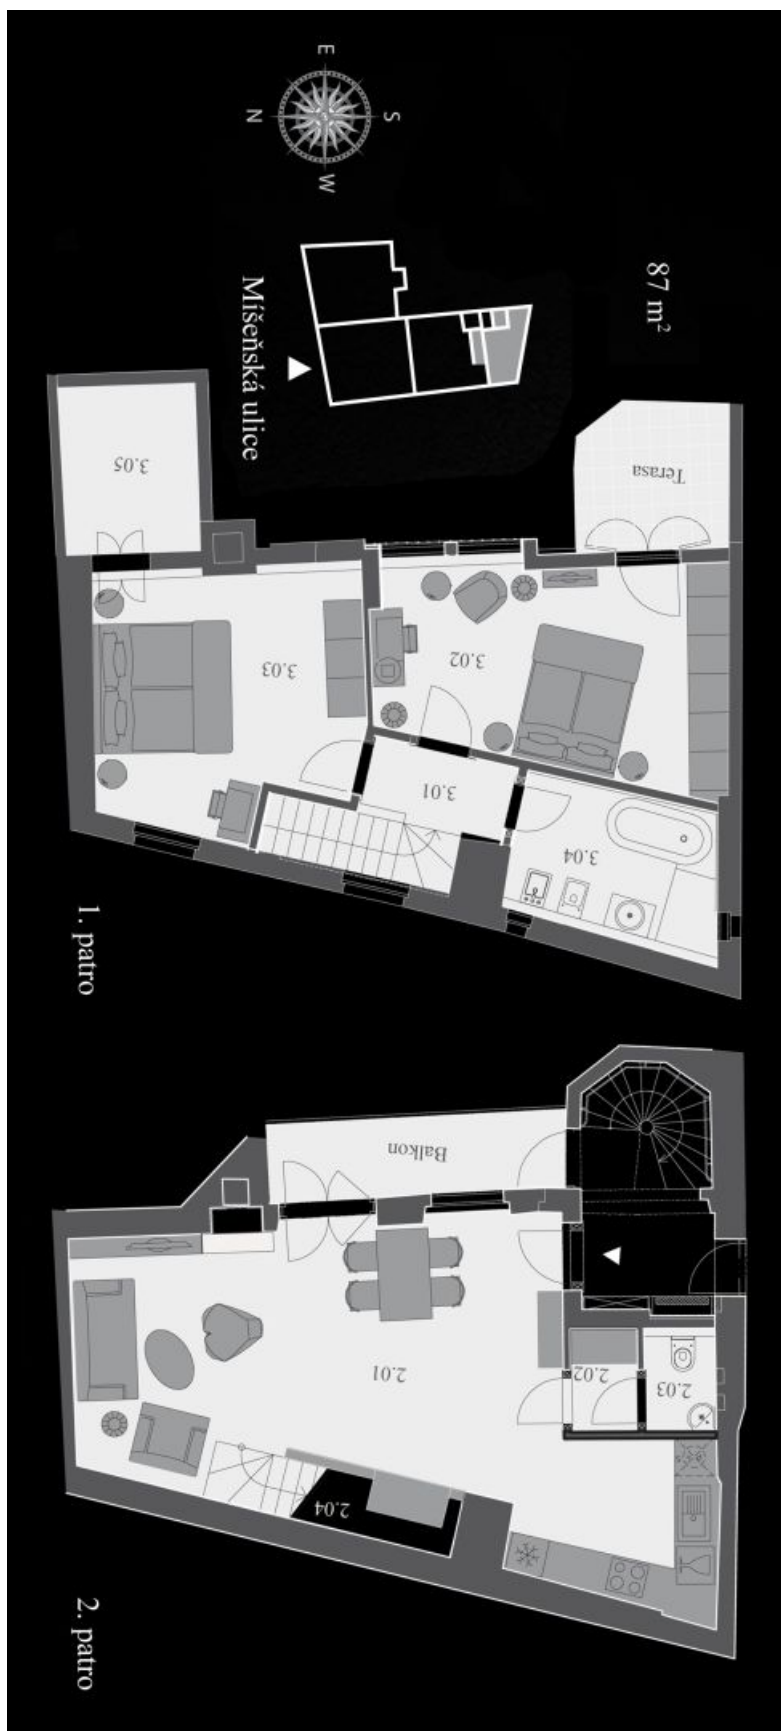 E
N
S
W
87 m²
Míšeňská ulice
3.05
Terasa
3.03
3.02
3.01
3.04
1. patro
Balkon
2.01
2.02
2.03
2.04
2. patro